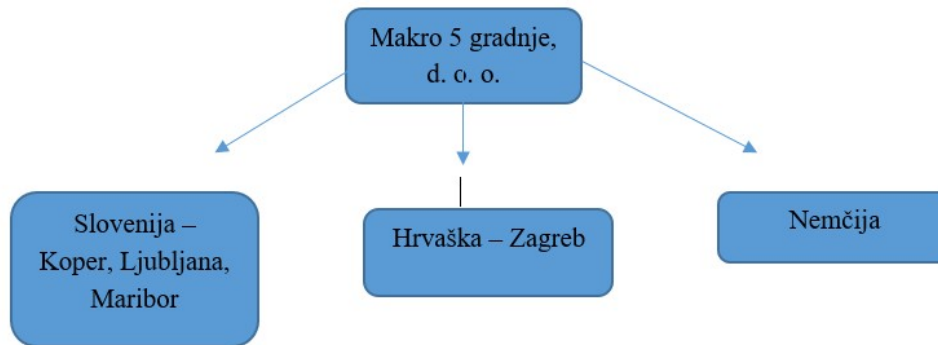 Makro 5 gradnje,
d. o. o.
Slovenija –
Koper, Ljubljana,
Maribor
Hrvaška – Zagreb
Nemčija